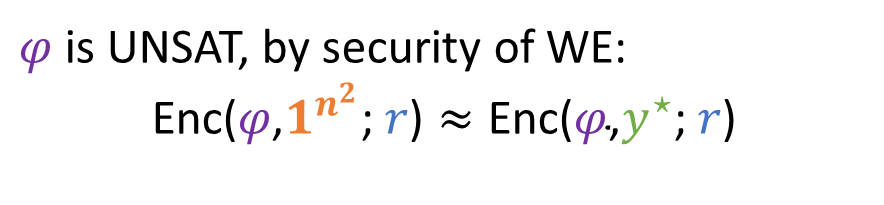 φ is UNSAT, by security of WE:
Enc(φ,1^{n^2}; r) ≈ Enc(φ.,y*; r)